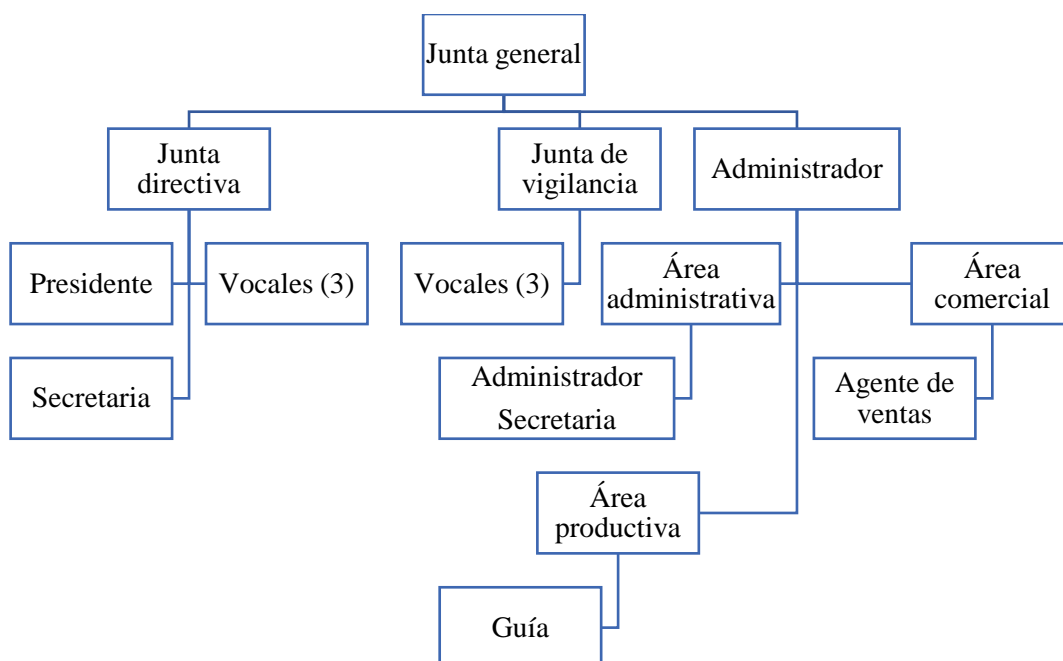 Junta general
Junta
directiva
Junta de
vigilancia
Administrador
Presidente
Vocales (3)
Vocales (3)
Área
administrativa
Área
comercial
Secretaria
Administrador
Secretaria
Agente de
ventas
Área
productiva
Guía